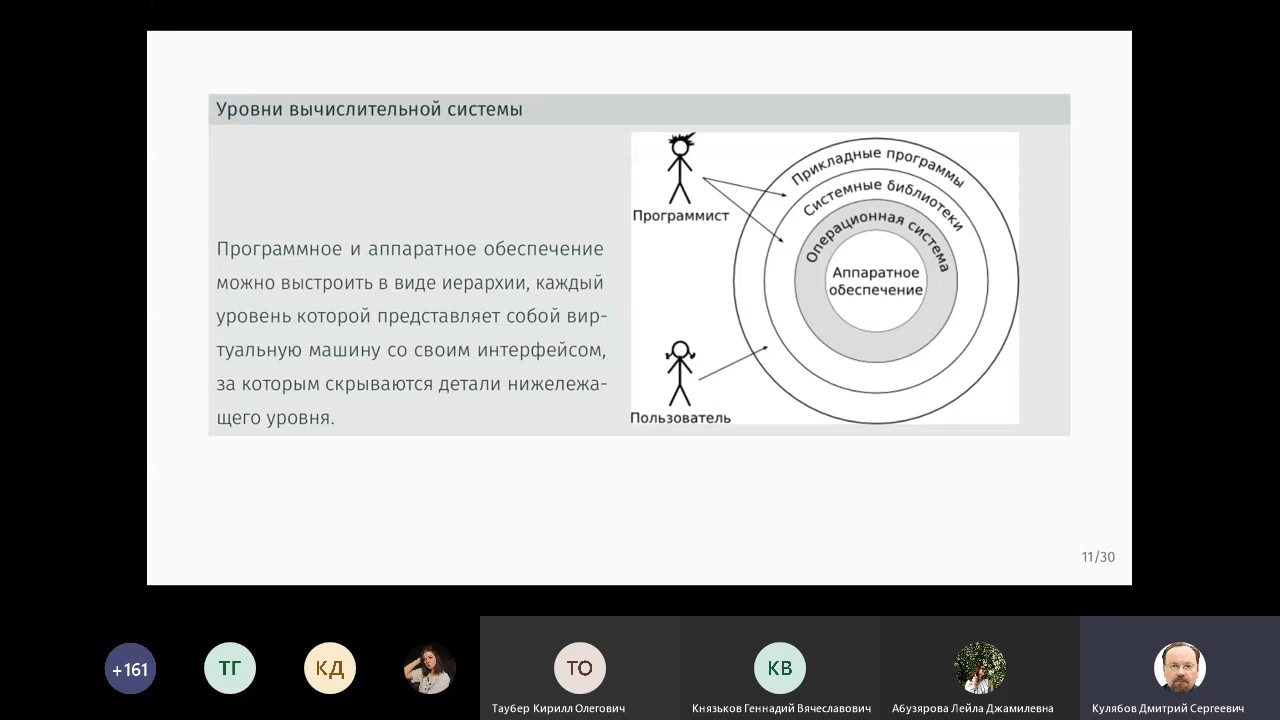 Уровни вычислительной системы
Программное и аппаратное обеспечение
можно выстроить в виде иерархии, каждый
уровень которой представляет собой вир-
туальную машину со своим интерфейсом,
за которым скрываются детали нижележа-
щего уровня.
Программист
Пользователь
Прикладные программы
Системные библиотеки
Операционная система
Аппаратное
обеспечение
11/30
+161
ТГ
КД
ТО
КВ
Таубер Кирилл Олегович
Князьков Геннадий Вячеславович
Абузярова Лейла Джамилевна
Кулябов Дмитрий Сергеевич